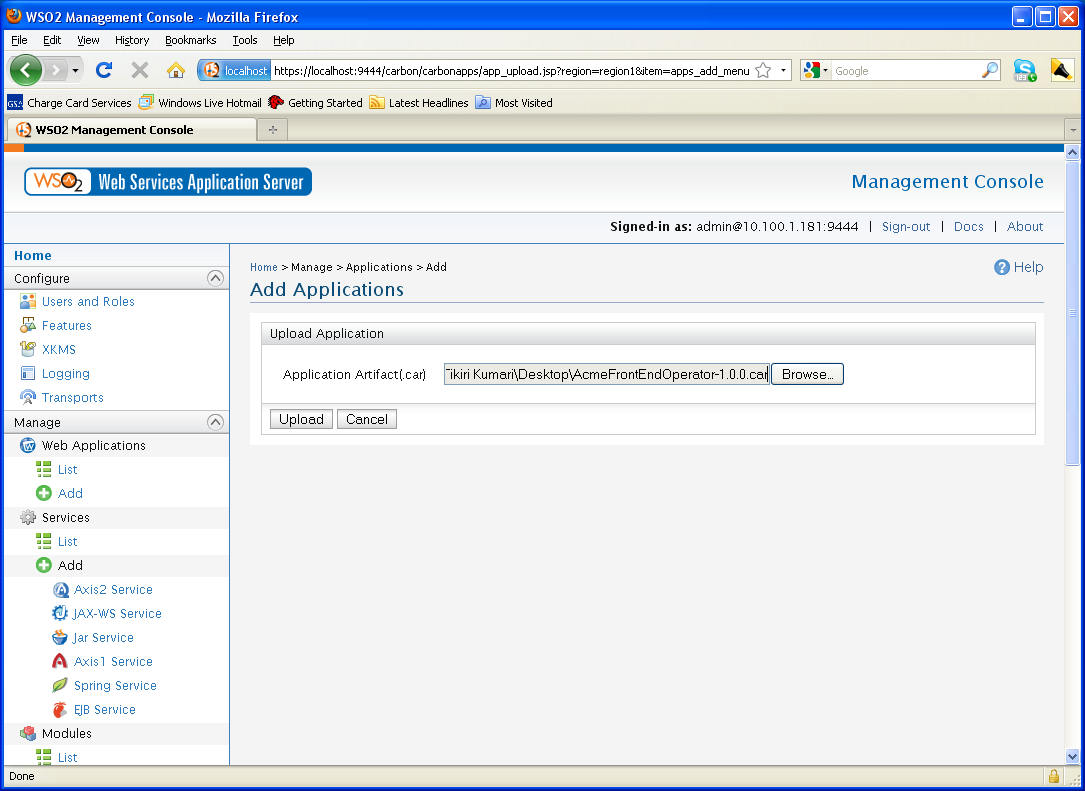 WSO2 Management Console - Mozilla Firefox
File Edit View History Bookmarks Tools Help
localhost https://localhost:9444/carbon/carbonapps/app_upload.jsp?region=region1&item=apps_add_menu Google
Charge Card Services Windows Live Hotmail Getting Started Latest Headlines Most Visited
WSO2 Management Console
WSO2 Web Services Application Server
Management Console
Signed-in as: admin@10.100.1.181:9444 | Sign-out | Docs | About
Home
Configure
Users and Roles
Features
XKMS
Logging
Transports
Manage
Web Applications
List
Add
Services
List
Add
Axis2 Service
JAX-WS Service
Jar Service
Axis1 Service
Spring Service
EJB Service
Modules
List
Home > Manage > Applications > Add
Help
Add Applications
Upload Application
Application Artifact(.car) Tikiri Kumari\Desktop\AcmeFrontEndOperator-1.0.0.car Browse...
Upload Cancel
Done